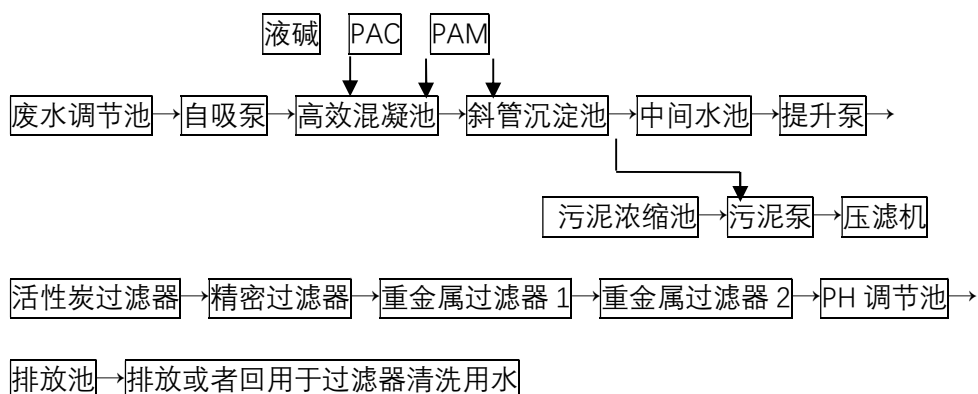 液碱 PAC PAM
废水调节池→自吸泵→高效混凝池→斜管沉淀池→中间水池→提升泵→
污泥浓缩池→污泥泵→压滤机
活性炭过滤器→精密过滤器→重金属过滤器1→重金属过滤器2→PH 调节池→
排放池→排放或者回用于过滤器清洗用水